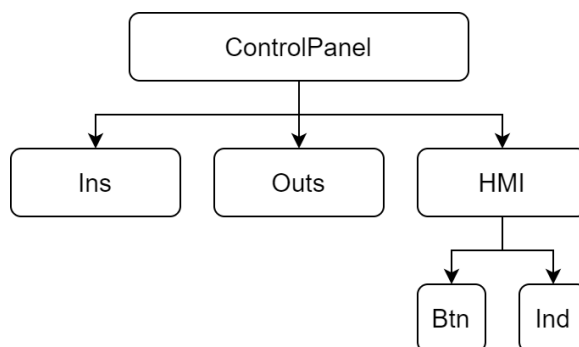 ControlPanel
Ins
Outs
HMI
Btn
Ind